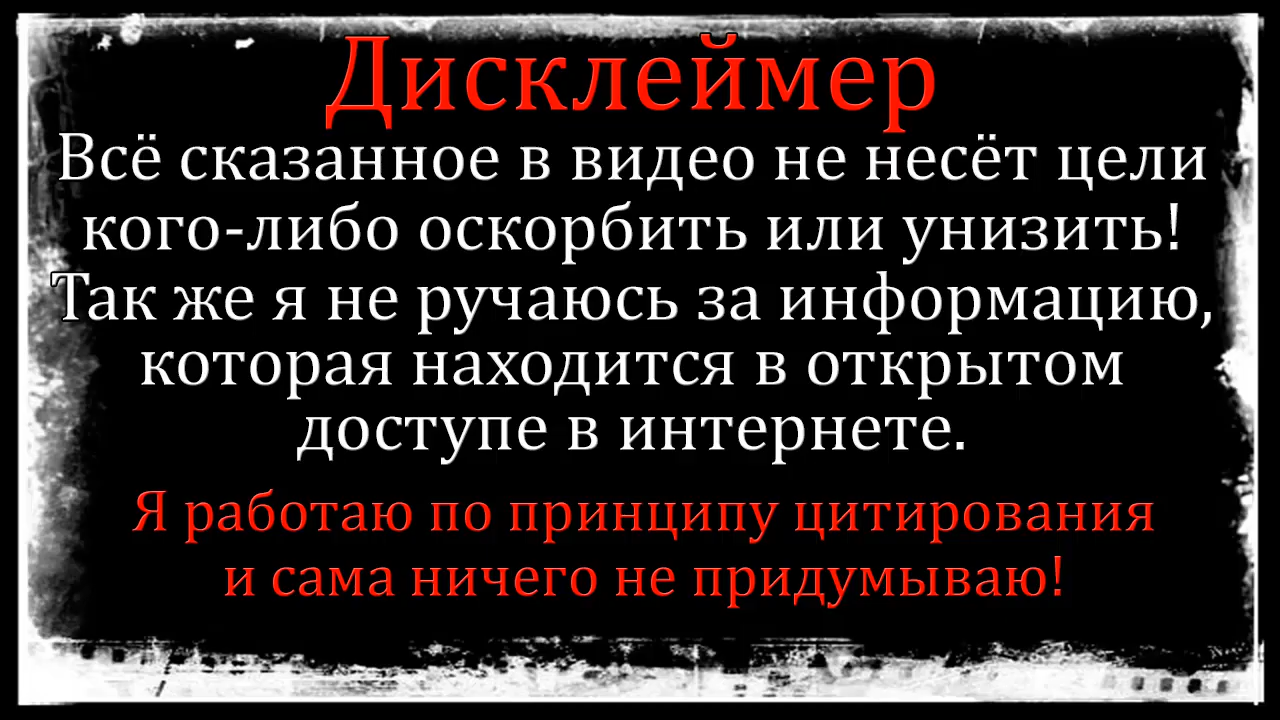 Дисклеймер
Всё сказанное в видео не несёт цели
кого-либо оскорбить или унизить!
Так же я не ручаюсь за информацию,
которая находится в открытом
доступе в интернете.
Я работаю по принципу цитирования
и сама ничего не придумываю!